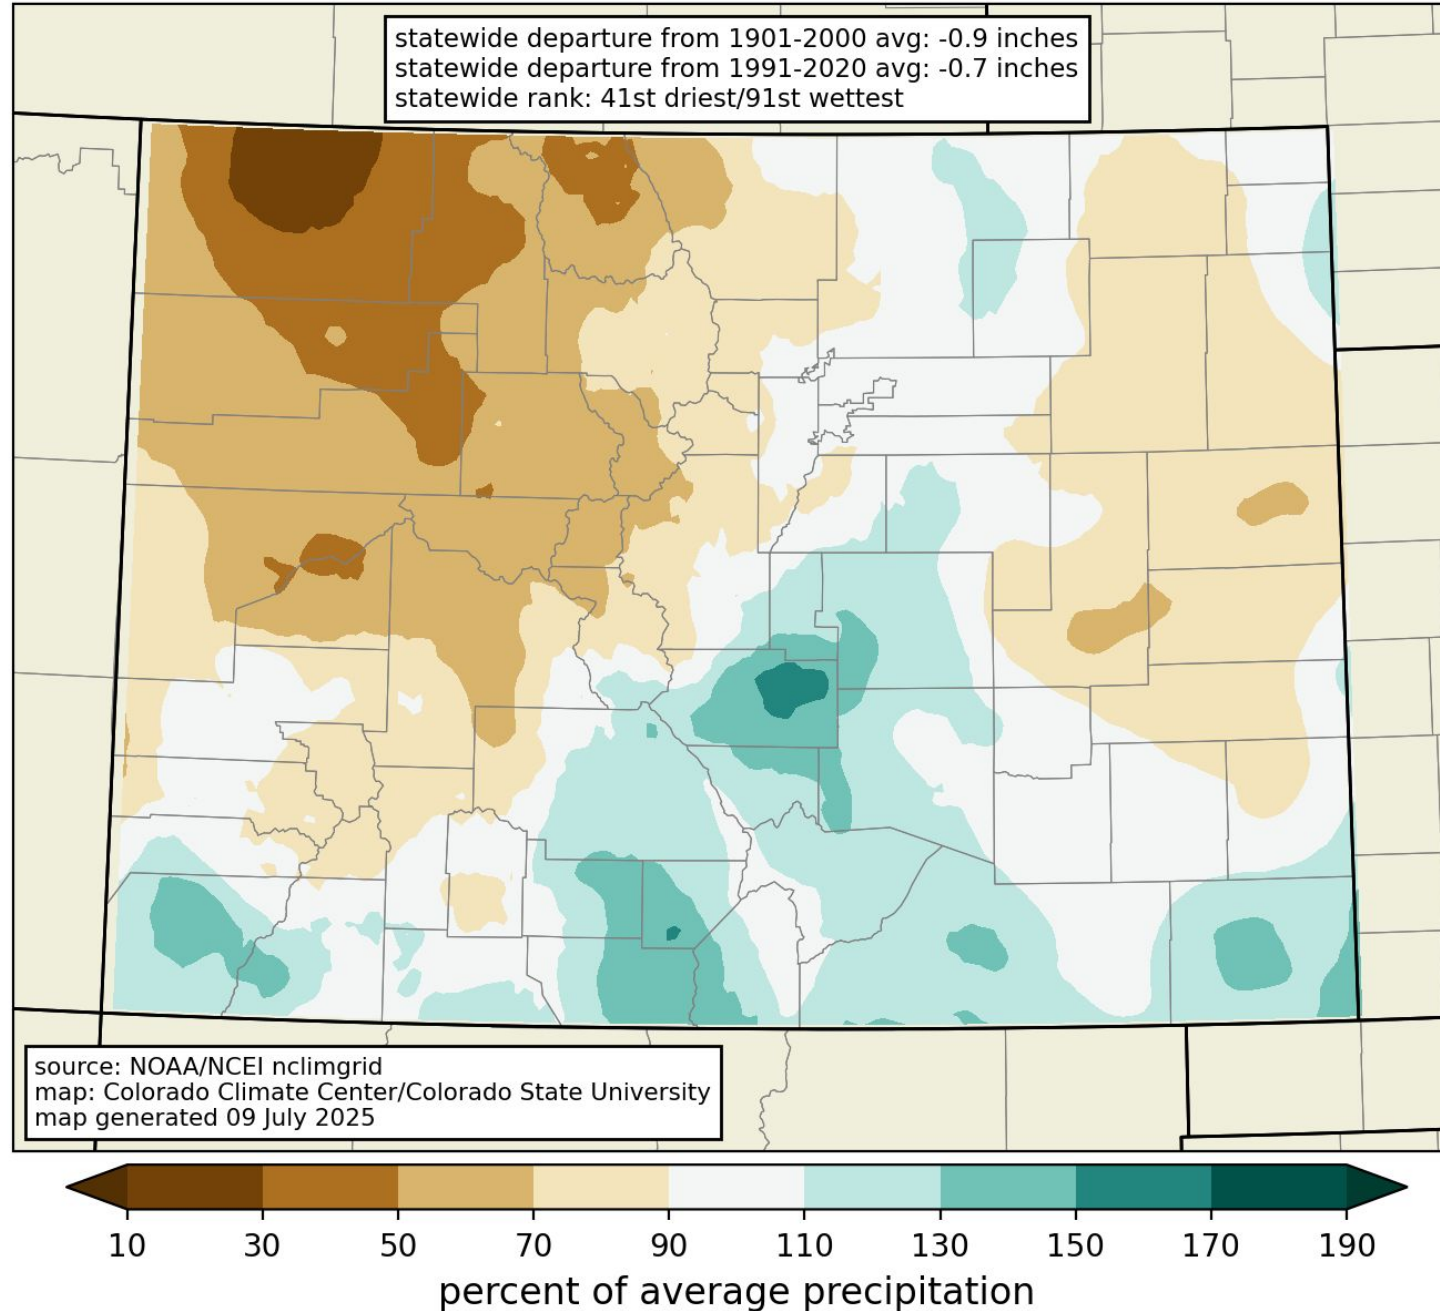 statewide departure from 1901-2000 avg: -0.9 inches
statewide departure from 1991-2020 avg: -0.7 inches
statewide rank: 41st driest/91st wettest
source: NOAA/NCEI nclimgrid
map: Colorado Climate Center/Colorado State University
map generated 09 July 2025
10 30 50 70 90 110 130 150 170 190
percent of average precipitation